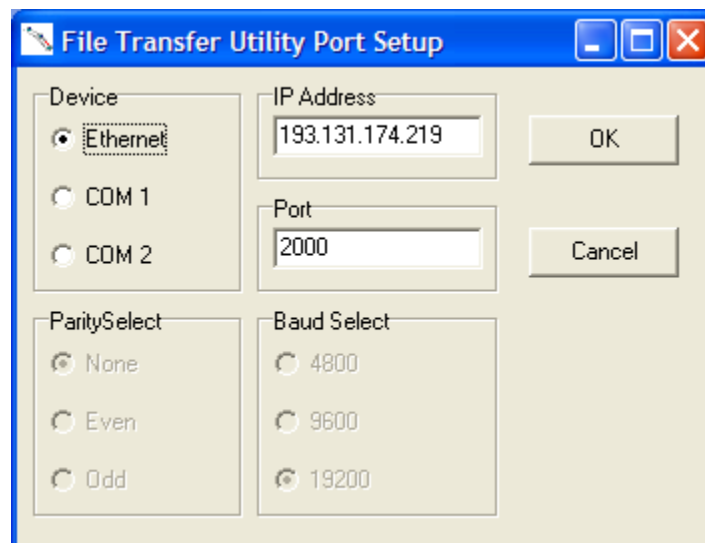 File Transfer Utility Port Setup
Device
Ethernet
COM 1
COM 2
IP Address
193.131.174.219
Port
2000
OK
Cancel
ParitySelect
None
Even
Odd
Baud Select
4800
9600
19200